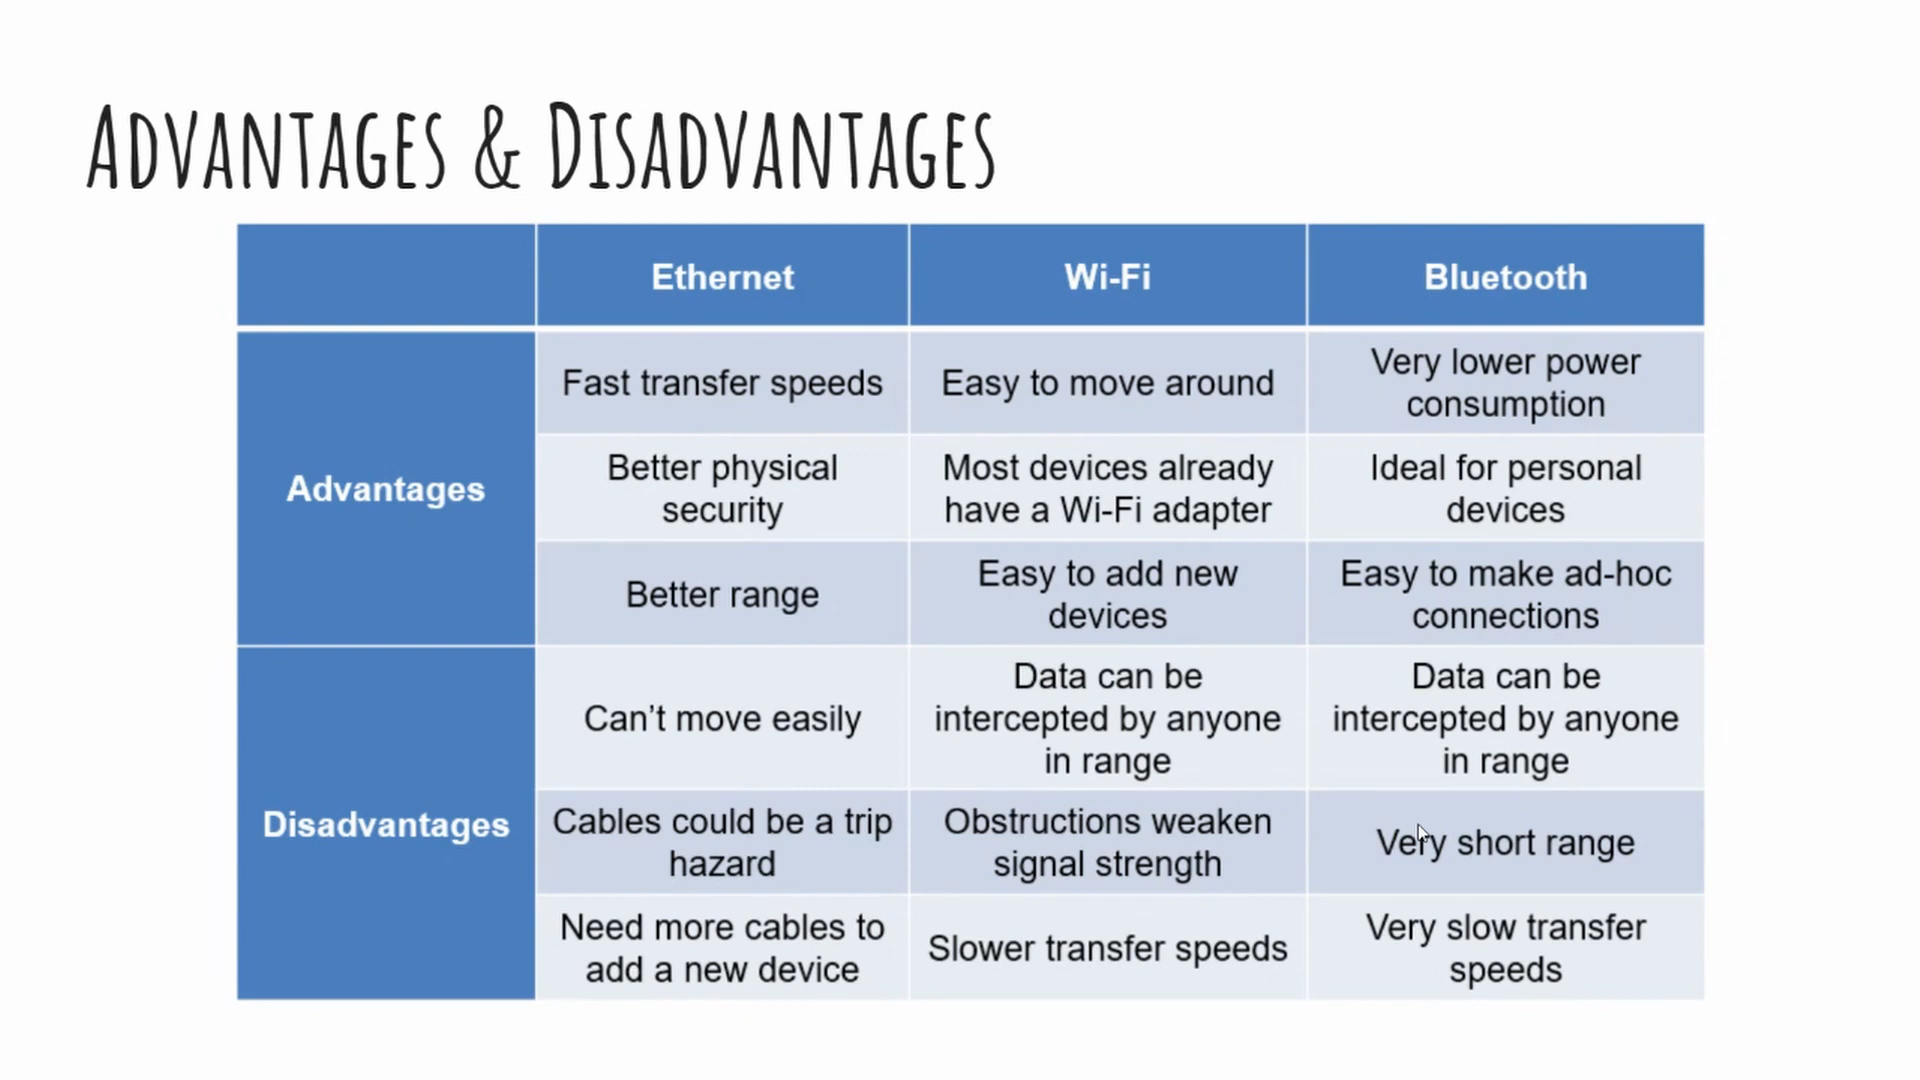 Advantages & Disadvantages
Ethernet
Wi-Fi
Bluetooth
Advantages
Fast transfer speeds
Easy to move around
Very lower power
consumption
Better physical
security
Most devices already
have a Wi-Fi adapter
Ideal for personal
devices
Better range
Easy to add new
devices
Easy to make ad-hoc
connections
Disadvantages
Can’t move easily
Data can be
intercepted by anyone
in range
Data can be
intercepted by anyone
in range
Cables could be a trip
hazard
Obstructions weaken
signal strength
Very short range
Need more cables to
add a new device
Slower transfer speeds
Very slow transfer
speeds